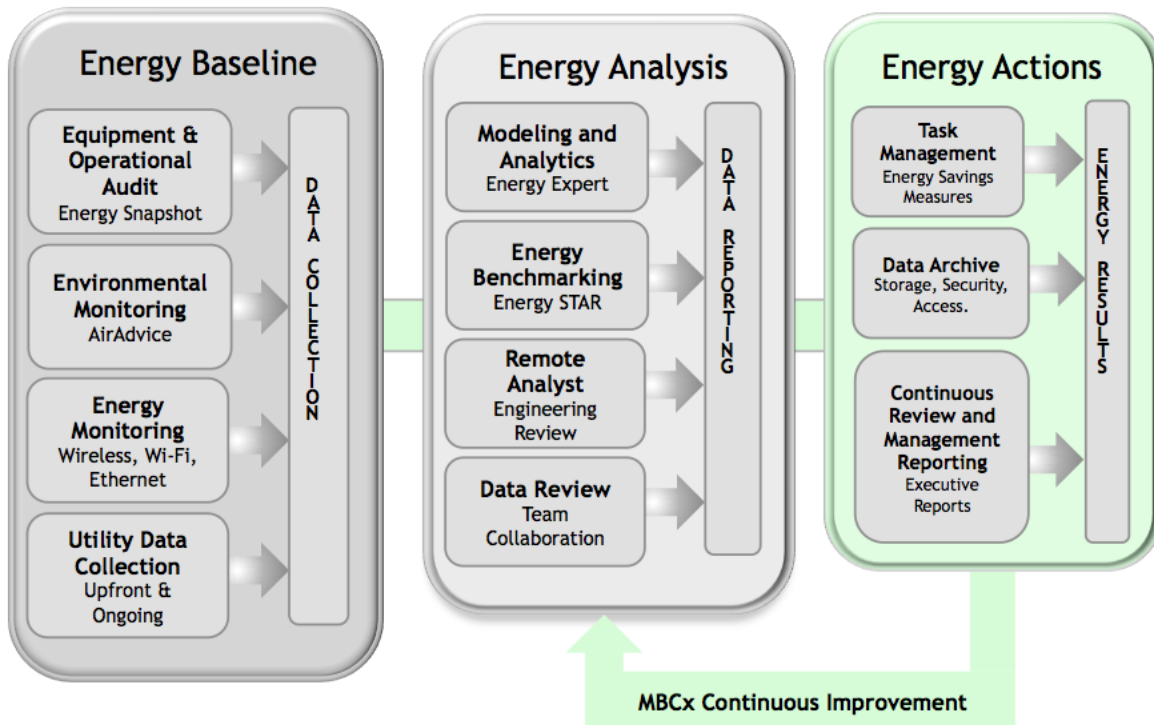 Energy Baseline
Equipment &
Operational
Audit
Energy Snapshot
Environmental
Monitoring
AirAdvice
Energy
Monitoring
Wireless, Wi-Fi,
Ethernet
Utility Data
Collection
Upfront &
Ongoing
DATA COLLECTION
Energy Analysis
Modeling and
Analytics
Energy Expert
Energy
Benchmarking
Energy STAR
Remote
Analyst
Engineering
Review
Data Review
Team
Collaboration
DATA REPORTING
Energy Actions
Task
Management
Energy Savings
Measures
Data Archive
Storage, Security,
Access.
Continuous
Review and
Management
Reporting
Executive
Reports
ENERGY RESULTS
MBCx Continuous Improvement